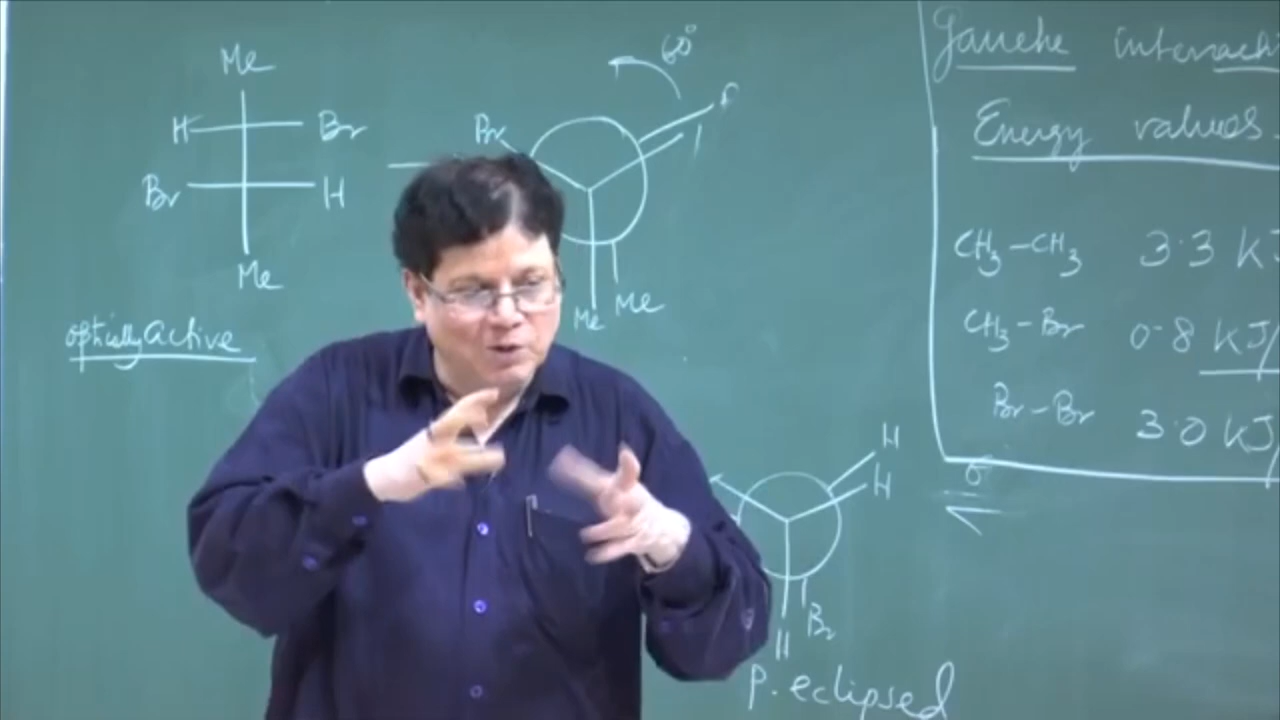 Me
H Br
Br H
Me
optically Active
60°
Br
Me Me
H
H
Br
H
P. eclipsed
Gauche
Energy values
CH3-CH3 3.3 kJ
CH3-Br 0.8 kJ/
Br-Br 3.0 kJ/